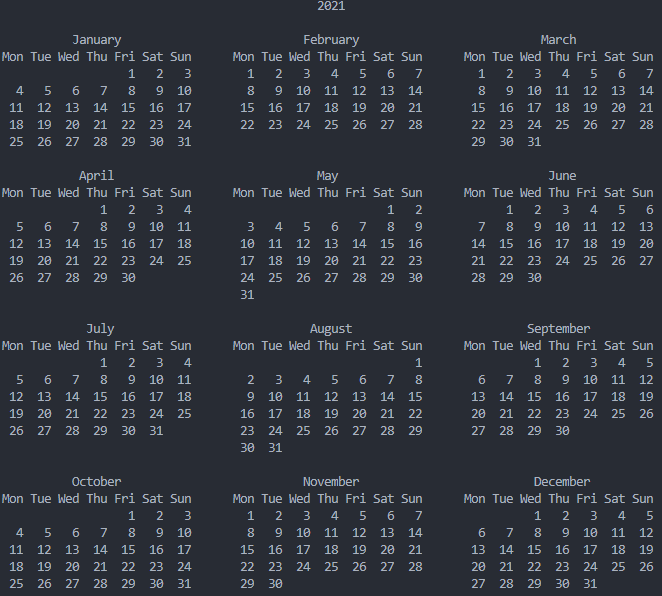 2021

          January                          February                          March
Mon Tue Wed Thu Fri Sat Sun      Mon Tue Wed Thu Fri Sat Sun      Mon Tue Wed Thu Fri Sat Sun
                  1   2   3        1   2   3   4   5   6   7        1   2   3   4   5   6   7
  4   5   6   7   8   9  10        8   9  10  11  12  13  14        8   9  10  11  12  13  14
 11  12  13  14  15  16  17       15  16  17  18  19  20  21       15  16  17  18  19  20  21
 18  19  20  21  22  23  24       22  23  24  25  26  27  28       22  23  24  25  26  27  28
 25  26  27  28  29  30  31                                        29  30  31

           April                             May                              June
Mon Tue Wed Thu Fri Sat Sun      Mon Tue Wed Thu Fri Sat Sun      Mon Tue Wed Thu Fri Sat Sun
              1   2   3   4                            1   2            1   2   3   4   5   6
  5   6   7   8   9  10  11        3   4   5   6   7   8   9        7   8   9  10  11  12  13
 12  13  14  15  16  17  18       10  11  12  13  14  15  16       14  15  16  17  18  19  20
 19  20  21  22  23  24  25       17  18  19  20  21  22  23       21  22  23  24  25  26  27
 26  27  28  29  30               24  25  26  27  28  29  30       28  29  30
                                  31

            July                            August                         September
Mon Tue Wed Thu Fri Sat Sun      Mon Tue Wed Thu Fri Sat Sun      Mon Tue Wed Thu Fri Sat Sun
              1   2   3   4                                1                1   2   3   4   5
  5   6   7   8   9  10  11        2   3   4   5   6   7   8        6   7   8   9  10  11  12
 12  13  14  15  16  17  18        9  10  11  12  13  14  15       13  14  15  16  17  18  19
 19  20  21  22  23  24  25       16  17  18  19  20  21  22       20  21  22  23  24  25  26
 26  27  28  29  30  31           23  24  25  26  27  28  29       27  28  29  30
                                  30  31

          October                          November                         December
Mon Tue Wed Thu Fri Sat Sun      Mon Tue Wed Thu Fri Sat Sun      Mon Tue Wed Thu Fri Sat Sun
                  1   2   3        1   2   3   4   5   6   7                1   2   3   4   5
  4   5   6   7   8   9  10        8   9  10  11  12  13  14        6   7   8   9  10  11  12
 11  12  13  14  15  16  17       15  16  17  18  19  20  21       13  14  15  16  17  18  19
 18  19  20  21  22  23  24       22  23  24  25  26  27  28       20  21  22  23  24  25  26
 25  26  27  28  29  30  31       29  30                           27  28  29  30  31